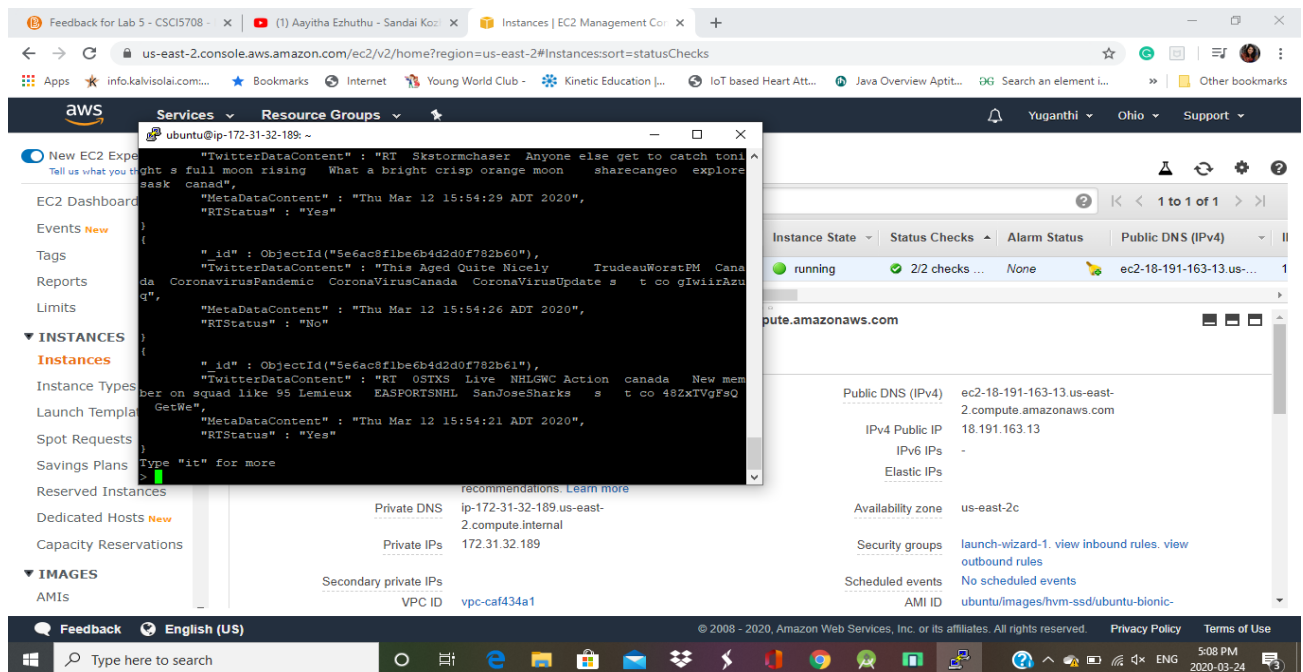 Feedback for Lab 5 - CSCI5708 -
(1) Aayitha Ezhuthu - Sandai Kozi
Instances | EC2 Management Con
us-east-2.console.aws.amazon.com/ec2/v2/home?region=us-east-2#Instances:sort=statusChecks
Apps info.kalvisolai.com:... Bookmarks Internet Young World Club - Kinetic Education |... IoT based Heart Att... Java Overview Aptit... Search an element i... » Other bookmarks
aws Services Resource Groups Yuganthi Ohio Support
ubuntu@ip-172-31-32-189: ~
"TwitterDataContent" : "RT Skstormchaser Anyone else get to catch toni
ght s full moon rising What a bright crisp orange moon sharecangeo explore
sask canad",
"MetaDataContent" : "Thu Mar 12 15:54:29 ADT 2020",
"RTStatus" : "Yes"
}
{
"_id" : ObjectId("5e6ac8f1be6b4d2d0f782b60"),
"TwitterDataContent" : "This Aged Quite Nicely TrudeauWorstPM Cana
da CoronavirusPandemic CoronaVirusCanada CoronaVirusUpdate s t co gIwiirAzu
q",
"MetaDataContent" : "Thu Mar 12 15:54:26 ADT 2020",
"RTStatus" : "No"
}
{
"_id" : ObjectId("5e6ac8f1be6b4d2d0f782b61"),
"TwitterDataContent" : "RT 0STXS Live NHLGWC Action canada New mem
ber on squad like 95 Lemieux EASPORTSNHL SanJoseSharks s t co 48ZxTVgFsQ
GetWe",
"MetaDataContent" : "Thu Mar 12 15:54:21 ADT 2020",
"RTStatus" : "Yes"
}
Type "it" for more
>
New EC2 Expe
Tell us what you th
EC2 Dashboard
Events New
Tags
Reports
Limits
INSTANCES
Instances
Instance Types
Launch Templat
Spot Requests
Savings Plans
Reserved Instances
Dedicated Hosts New
Capacity Reservations
IMAGES
AMIs
1 to 1 of 1
Instance State Status Checks Alarm Status Public DNS (IPv4)
running 2/2 checks ... None ec2-18-191-163-13.us-...
pute.amazonaws.com
recommendations. Learn more
Private DNS ip-172-31-32-189.us-east-
2.compute.internal
Private IPs 172.31.32.189
Secondary private IPs
VPC ID vpc-caf434a1
Public DNS (IPv4) ec2-18-191-163-13.us-east-
2.compute.amazonaws.com
IPv4 Public IP 18.191.163.13
IPv6 IPs -
Elastic IPs
Availability zone us-east-2c
Security groups launch-wizard-1. view inbound rules. view
outbound rules
Scheduled events No scheduled events
AMI ID ubuntu/images/hvm-ssd/ubuntu-bionic-
Feedback English (US) © 2008 - 2020, Amazon Web Services, Inc. or its affiliates. All rights reserved. Privacy Policy Terms of Use
Type here to search
ENG
5:08 PM
2020-03-24